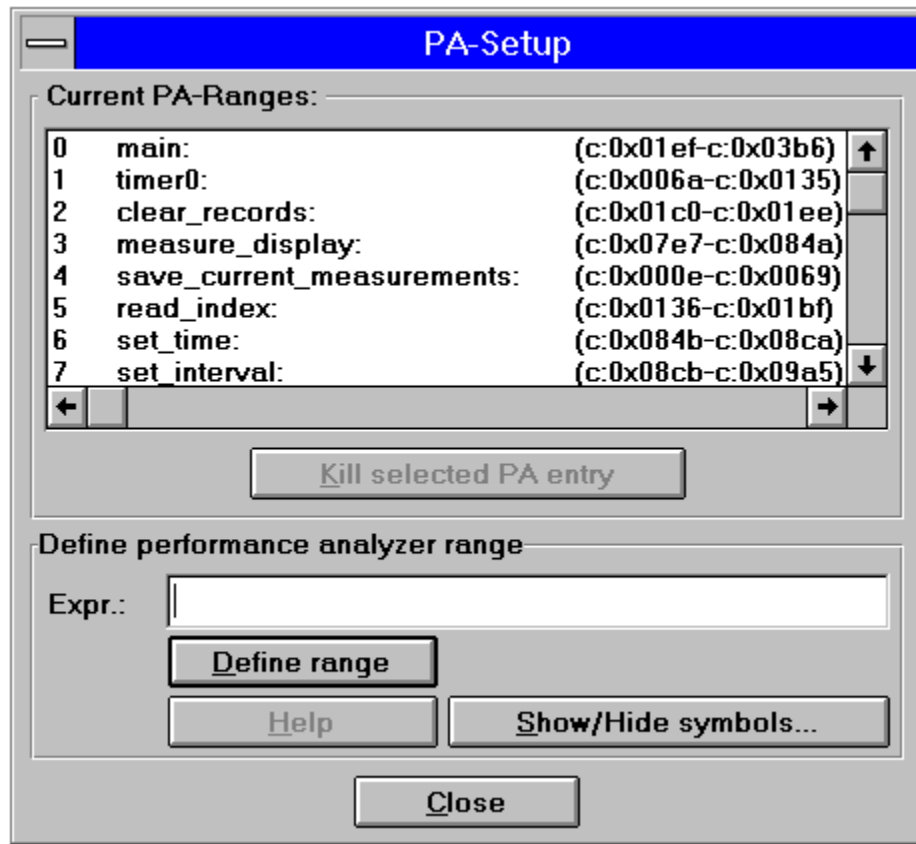 PA-Setup
Current PA-Ranges:
0 main: (c:0x01ef-c:0x03b6)
1 timer0: (c:0x006a-c:0x0135)
2 clear_records: (c:0x01c0-c:0x01ee)
3 measure_display: (c:0x07e7-c:0x084a)
4 save_current_measurements: (c:0x000e-c:0x0069)
5 read_index: (c:0x0136-c:0x01bf)
6 set_time: (c:0x084b-c:0x08ca)
7 set_interval: (c:0x08cb-c:0x09a5)
Kill selected PA entry
Define performance analyzer range
Expr.:
Define range
Help Show/Hide symbols...
Close